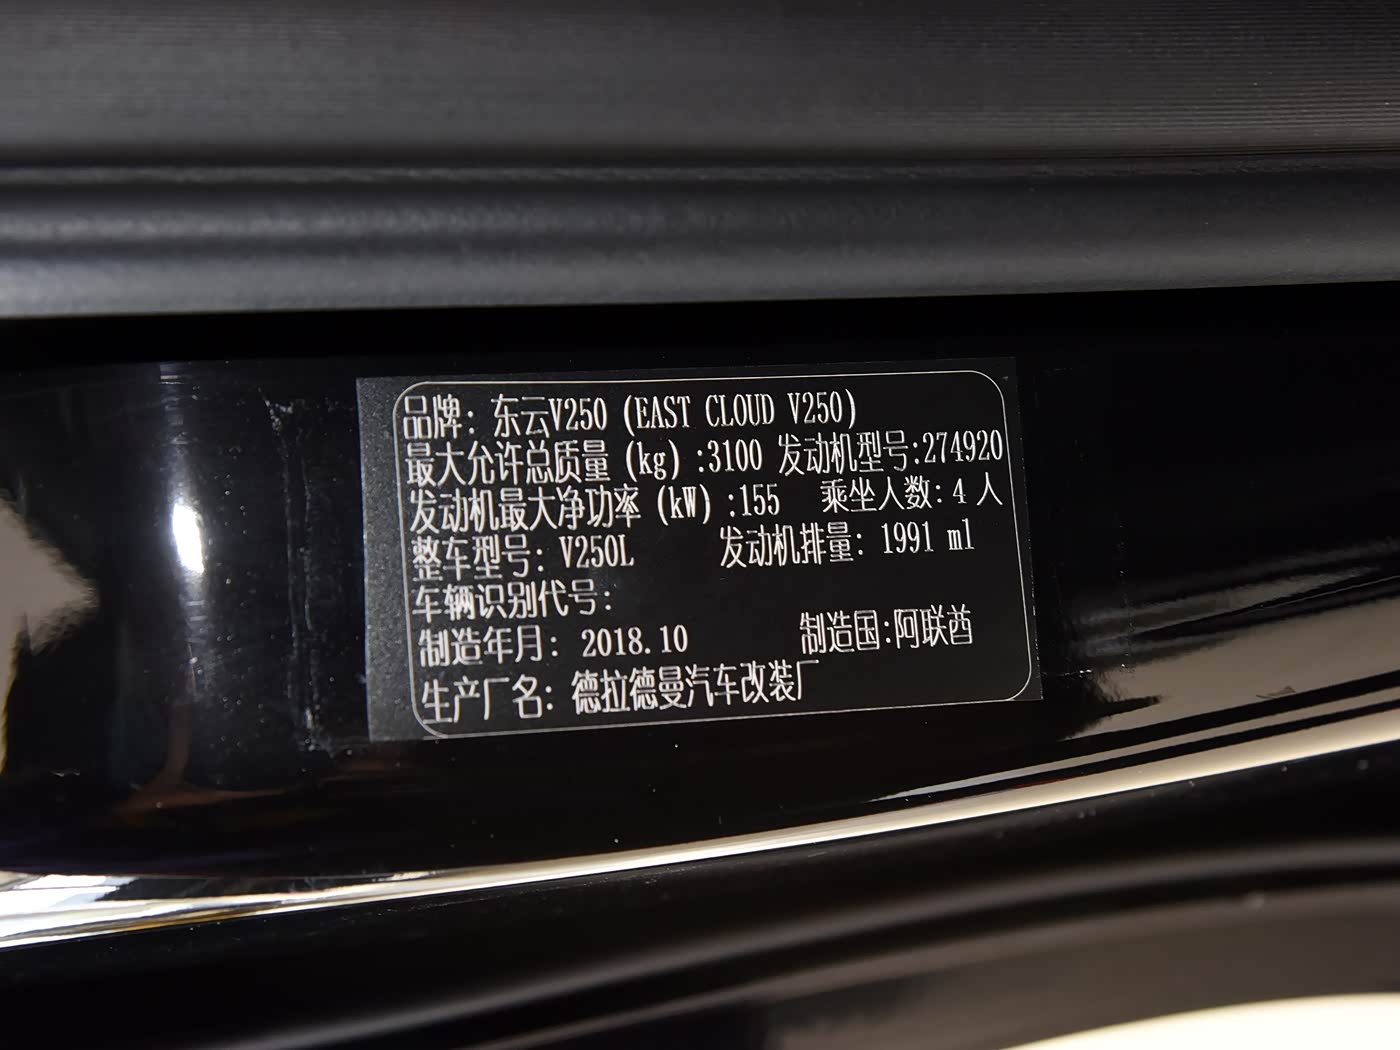 品牌: 东云V250 (EAST CLOUD V250)
最大允许总质量 (kg) :3100 发动机型号:274920
发动机最大净功率 (kW) :155 乘坐人数: 4 人
整车型号: V250L 发动机排量: 1991 ml
车辆识别代号:
制造年月: 2018.10 制造国:阿联酋
生产厂名: 德拉德曼汽车改装厂